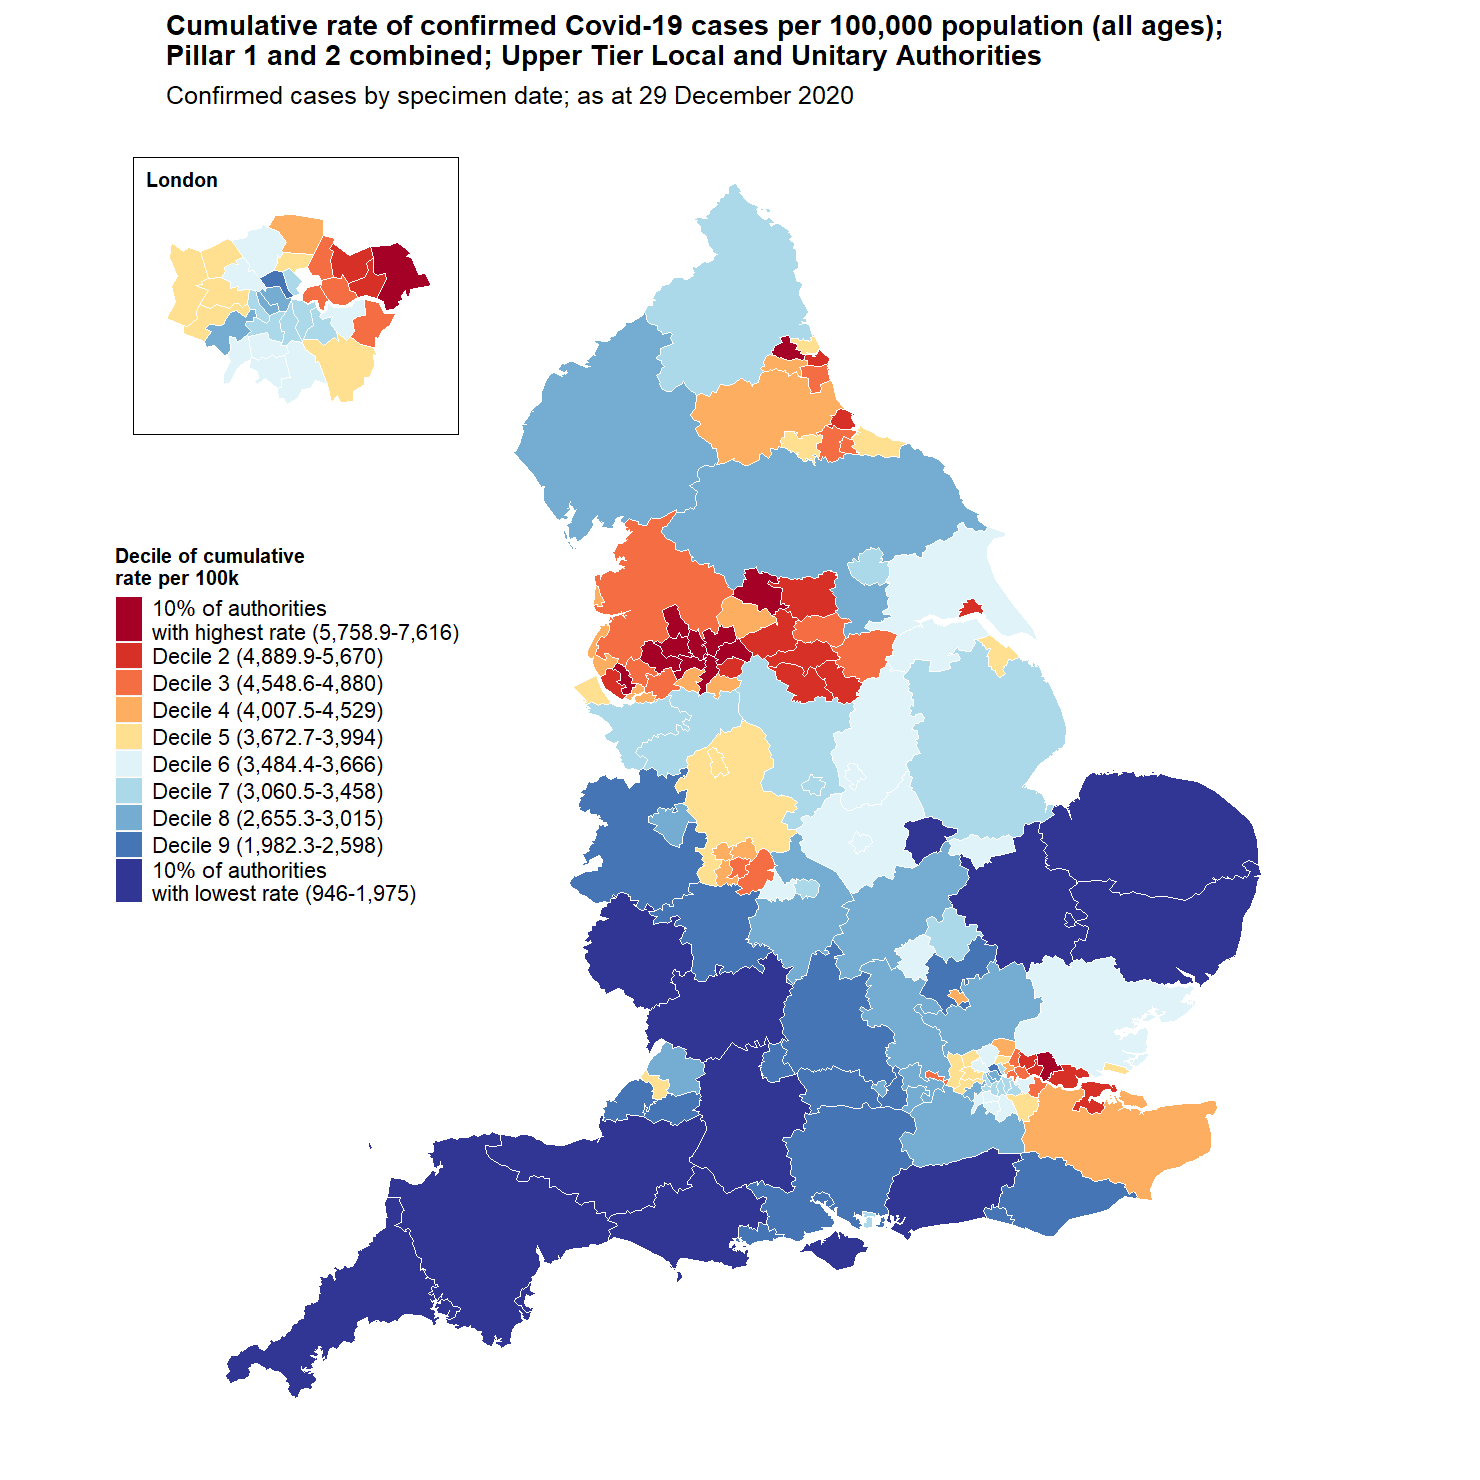 Cumulative rate of confirmed Covid-19 cases per 100,000 population (all ages);
Pillar 1 and 2 combined; Upper Tier Local and Unitary Authorities
Confirmed cases by specimen date; as at 29 December 2020
London
Decile of cumulative
rate per 100k
10% of authorities
with highest rate (5,758.9-7,616)
Decile 2 (4,889.9-5,670)
Decile 3 (4,548.6-4,880)
Decile 4 (4,007.5-4,529)
Decile 5 (3,672.7-3,994)
Decile 6 (3,484.4-3,666)
Decile 7 (3,060.5-3,458)
Decile 8 (2,655.3-3,015)
Decile 9 (1,982.3-2,598)
10% of authorities
with lowest rate (946-1,975)